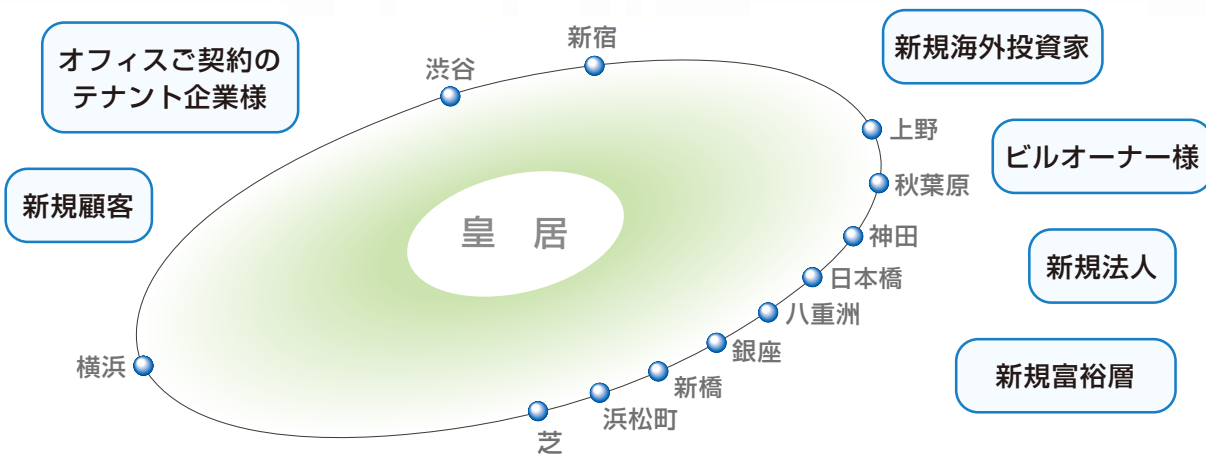 オフィスご契約の
テナント企業様
新規顧客
新宿
渋谷
新規海外投資家
上野
ビルオーナー様
秋葉原
皇 居
神田
新規法人
日本橋
八重洲
銀座
新橋
浜松町
芝
横浜
新規富裕層